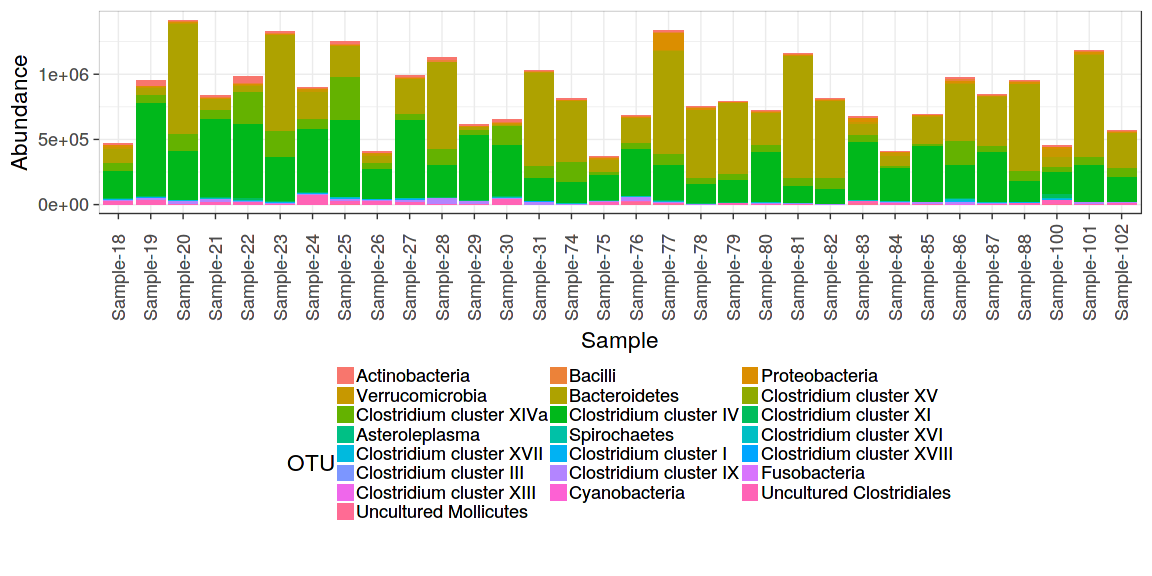 Abundance
1e+06
5e+05
0e+00
Sample-18
Sample-19
Sample-20
Sample-21
Sample-22
Sample-23
Sample-24
Sample-25
Sample-26
Sample-27
Sample-28
Sample-29
Sample-30
Sample-31
Sample-74
Sample-75
Sample-76
Sample-77
Sample-78
Sample-79
Sample-80
Sample-81
Sample-82
Sample-83
Sample-84
Sample-85
Sample-86
Sample-87
Sample-88
Sample-100
Sample-101
Sample-102
Sample
OTU
Actinobacteria Bacilli Proteobacteria
Verrucomicrobia Bacteroidetes Clostridium cluster XV
Clostridium cluster XIVa Clostridium cluster IV Clostridium cluster XI
Asteroleplasma Spirochaetes Clostridium cluster XVI
Clostridium cluster XVII Clostridium cluster I Clostridium cluster XVIII
Clostridium cluster III Clostridium cluster IX Fusobacteria
Clostridium cluster XIII Cyanobacteria Uncultured Clostridiales
Uncultured Mollicutes